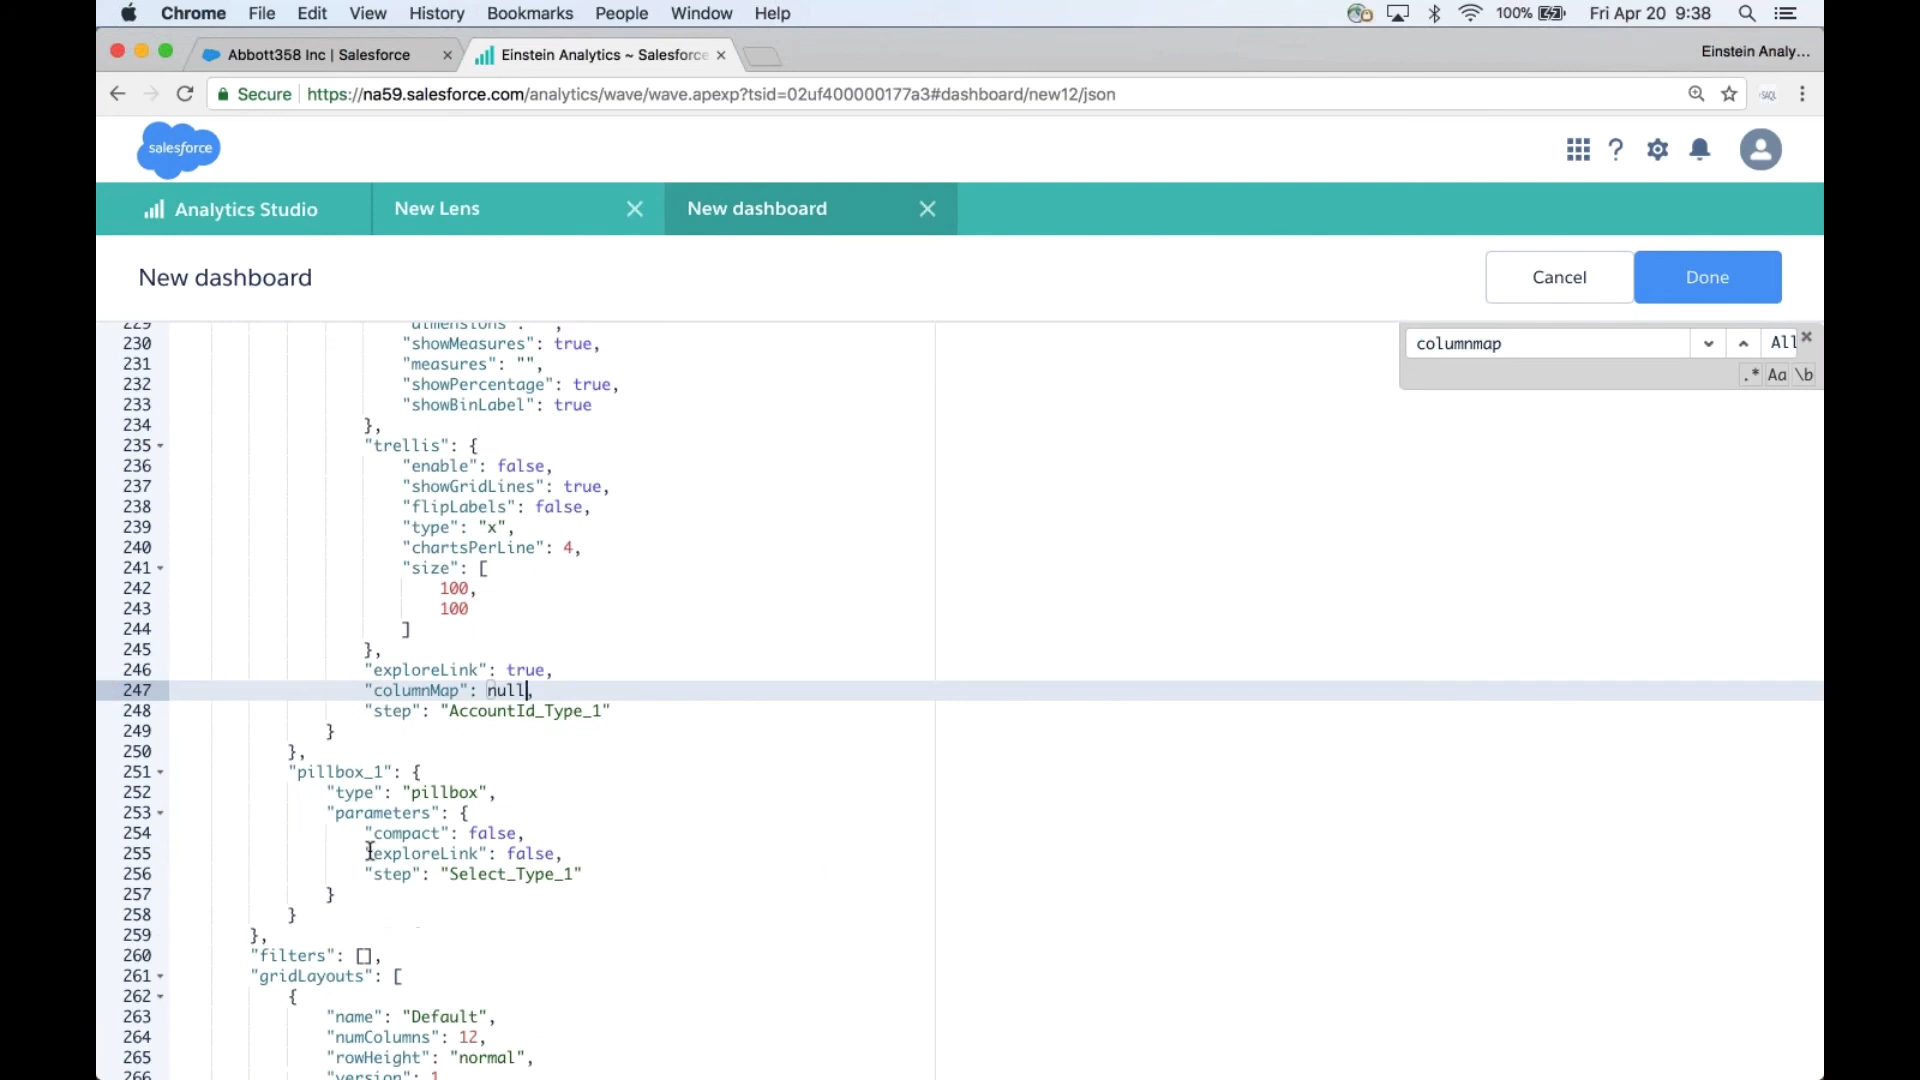 Chrome File Edit View History Bookmarks People Window Help 100% Fri Apr 20 9:38
Abbott358 Inc | Salesforce × Einstein Analytics ~ Salesforce × Einstein Analy...
Secure https://na59.salesforce.com/analytics/wave/wave.apexp?tsid=02uf400000177a3#dashboard/new12/json SAQL
salesforce ?
Analytics Studio New Lens New dashboard
New dashboard Cancel Done
229 "dimensions": "",
230 "showMeasures": true,
231 "measures": "",
232 "showPercentage": true,
233 "showBinLabel": true
234 },
235 "trellis": {
236 "enable": false,
237 "showGridLines": true,
238 "flipLabels": false,
239 "type": "x",
240 "chartsPerLine": 4,
241 "size": [
242 100,
243 100
244 ]
245 },
246 "exploreLink": true,
247 "columnMap": null,
248 "step": "AccountId_Type_1"
249 }
250 },
251 "pillbox_1": {
252 "type": "pillbox",
253 "parameters": {
254 "compact": false,
255 "exploreLink": false,
256 "step": "Select_Type_1"
257 }
258 }
259 },
260 "filters": [],
261 "gridLayouts": [
262 {
263 "name": "Default",
264 "numColumns": 12,
265 "rowHeight": "normal",
266 "version": 1
columnmap All
.* Aa \b